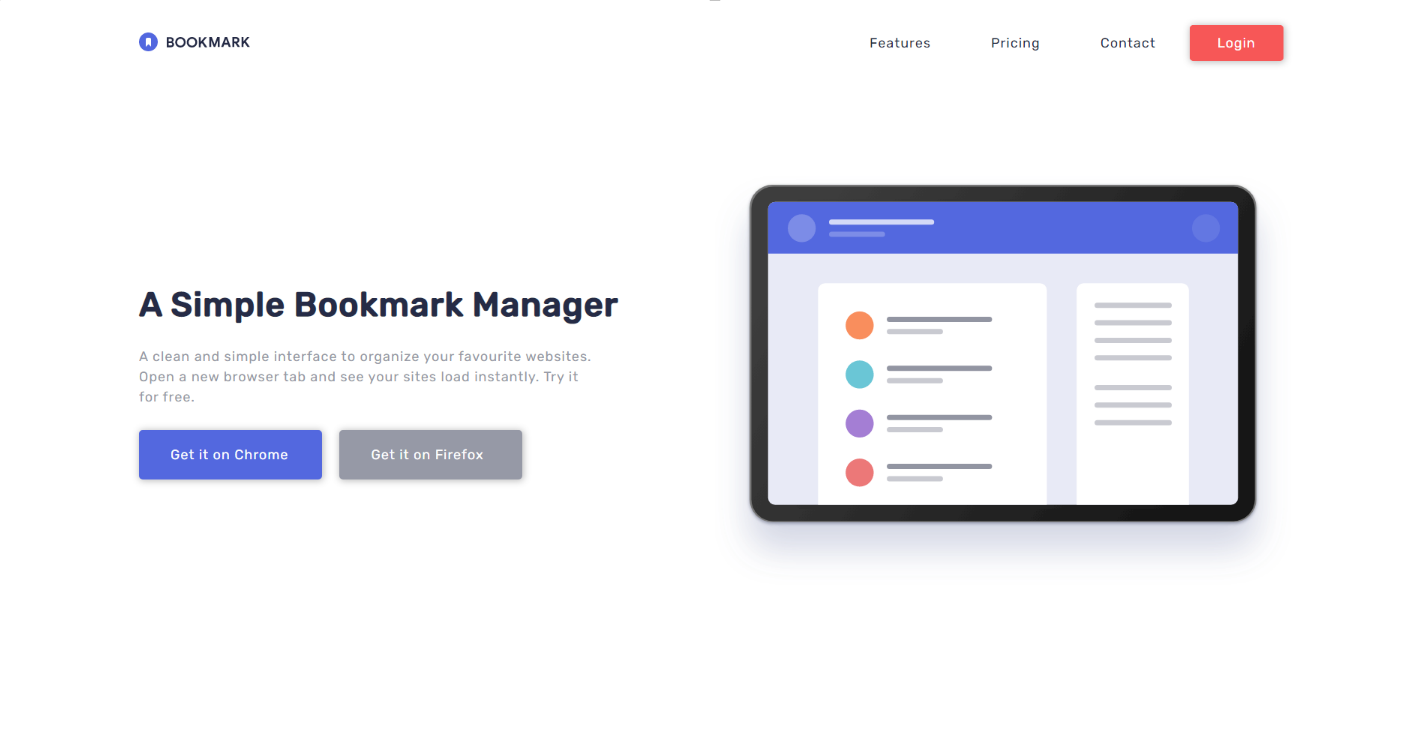 BOOKMARK
Features
Pricing
Contact
Login
A Simple Bookmark Manager
A clean and simple interface to organize your favourite websites.
Open a new browser tab and see your sites load instantly. Try it
for free.
Get it on Chrome
Get it on Firefox